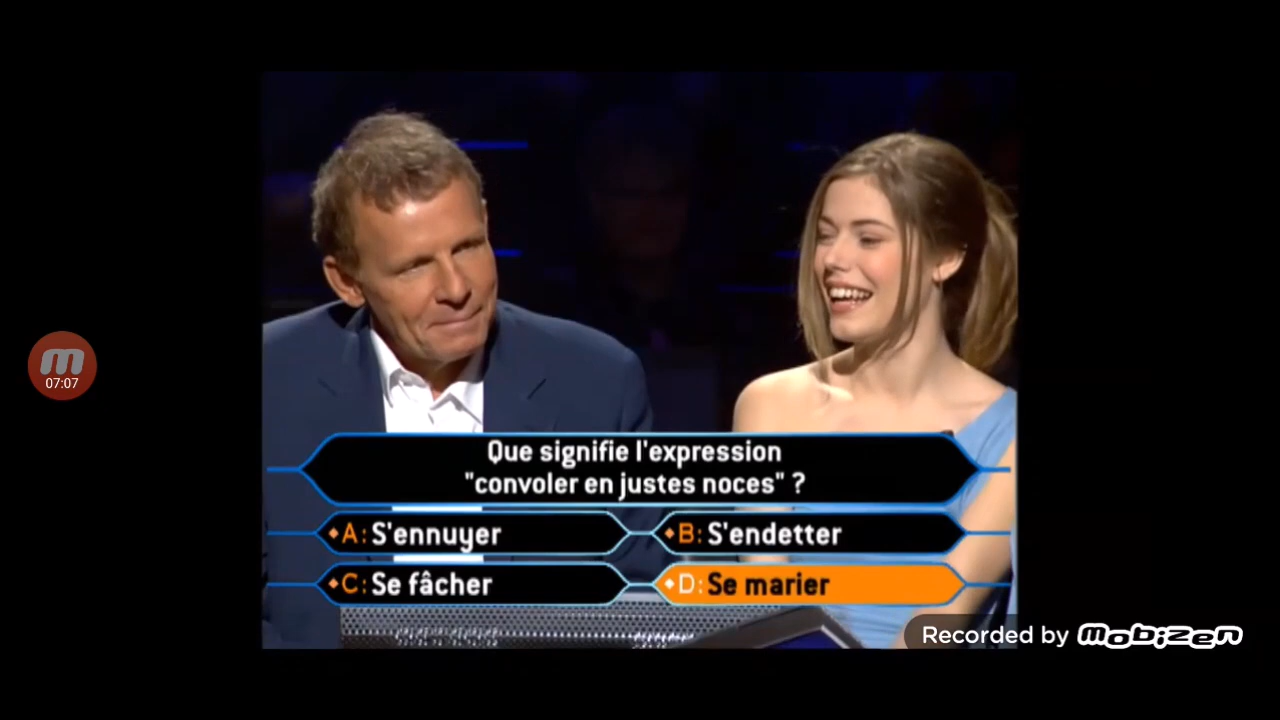 Que signifie l'expression
"convoler en justes noces" ?
A: S'ennuyer
B: S'endetter
C: Se fâcher
D: Se marier
07:07
Recorded by mobizen